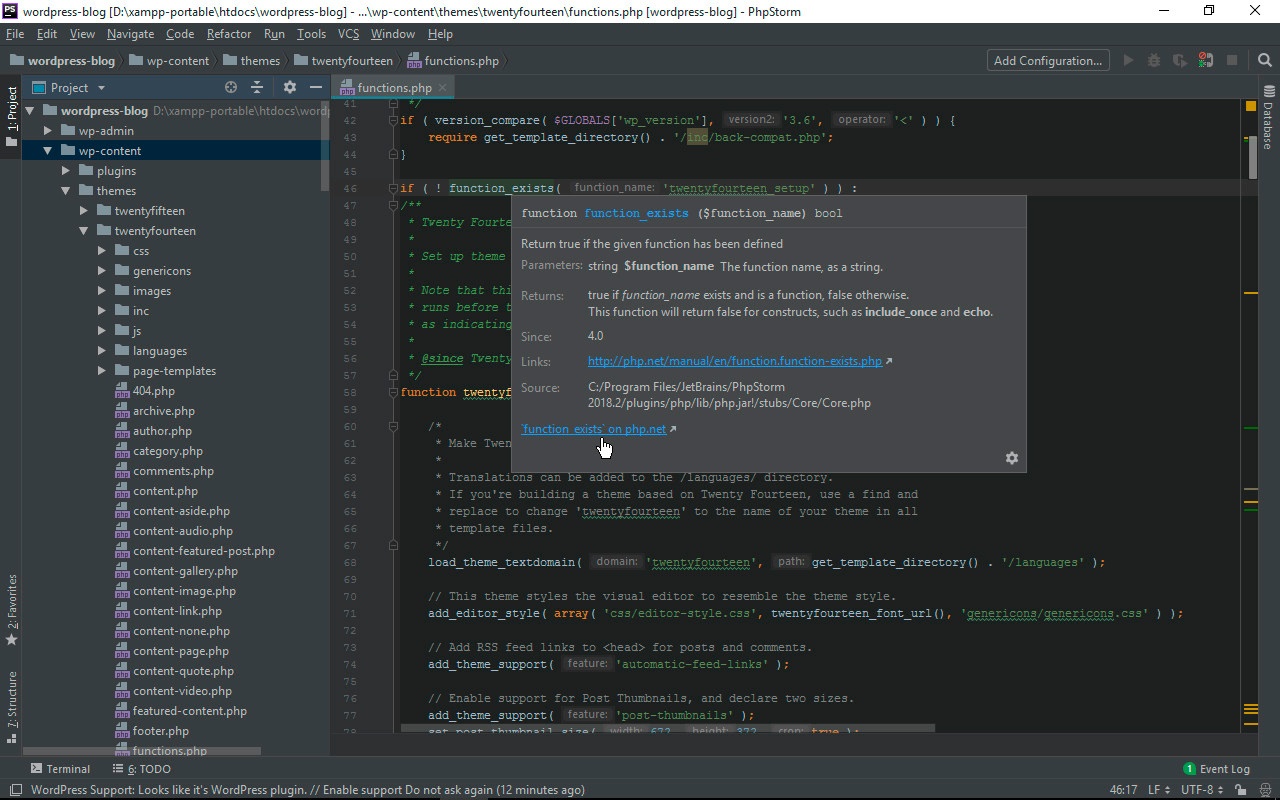 wordpress-blog [D:\xampp-portable\htdocs\wordpress-blog] - ...\wp-content\themes\twentyfourteen\functions.php [wordpress-blog] - PhpStorm
File Edit View Navigate Code Refactor Run Tools VCS Window Help
wordpress-blog wp-content themes twentyfourteen functions.php Add Configuration...
1: Project
2: Favorites
7: Structure
Project
wordpress-blog D:\xampp-portable\htdocs\word
wp-admin
wp-content
plugins
themes
twentyfifteen
twentyfourteen
css
genericons
images
inc
js
languages
page-templates
404.php
archive.php
author.php
category.php
comments.php
content.php
content-aside.php
content-audio.php
content-featured-post.php
content-gallery.php
content-image.php
content-link.php
content-none.php
content-page.php
content-quote.php
content-video.php
featured-content.php
footer.php
functions.php
functions.php
41 */
42 if ( version_compare( $GLOBALS['wp_version'], version2: '3.6', operator: '<' ) ) {
43 require get_template_directory() . '/inc/back-compat.php';
44 }
45
46 if ( ! function_exists( function_name: 'twentyfourteen_setup' ) ) :
47 /**
48 * Twenty Fourte
49 *
50 * Set up theme
51 *
52 * Note that thi
53 * runs before t
54 * as indicating
55 *
56 * @since Twenty
57 */
58 function twentyf
59
60 /*
61 * Make Twen
62 *
63 * Translations can be added to the /languages/ directory.
64 * If you're building a theme based on Twenty Fourteen, use a find and
65 * replace to change 'twentyfourteen' to the name of your theme in all
66 * template files.
67 */
68 load_theme_textdomain( domain: 'twentyfourteen', path: get_template_directory() . '/languages' );
69
70 // This theme styles the visual editor to resemble the theme style.
71 add_editor_style( array( 'css/editor-style.css', twentyfourteen_font_url(), 'genericons/genericons.css' ) );
72
73 // Add RSS feed links to <head> for posts and comments.
74 add_theme_support( feature: 'automatic-feed-links' );
75
76 // Enable support for Post Thumbnails, and declare two sizes.
77 add_theme_support( feature: 'post-thumbnails' );
78 set_post_thumbnail_size( width: 672, height: 372, crop: true );
function function_exists ($function_name) bool
Return true if the given function has been defined
Parameters: string $function_name The function name, as a string.
Returns: true if function_name exists and is a function, false otherwise.
This function will return false for constructs, such as include_once and echo.
Since: 4.0
Links: http://php.net/manual/en/function.function-exists.php
Source: C:/Program Files/JetBrains/PhpStorm
2018.2/plugins/php/lib/php.jar!/stubs/Core/Core.php
`function_exists` on php.net
Database
Terminal 6: TODO 1 Event Log
WordPress Support: Looks like it's WordPress plugin. // Enable support Do not ask again (12 minutes ago) 46:17 LF UTF-8